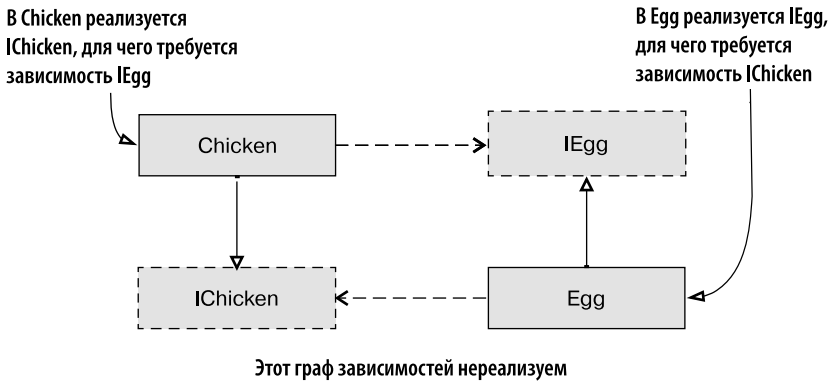 В Chicken реализуется
IChicken, для чего требуется
зависимость IEgg
В Egg реализуется IEgg,
для чего требуется
зависимость IChicken
Chicken
IEgg
IChicken
Egg
Этот граф зависимостей нереализуем